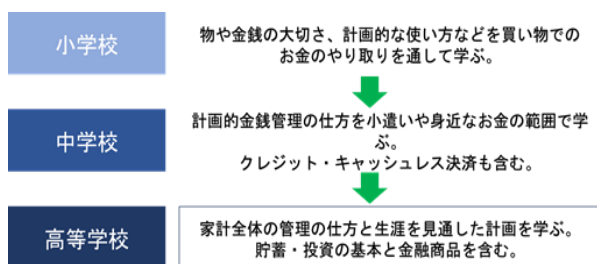 小学校
物や金銭の大切さ、計画的な使い方などを買い物での
お金のやり取りを通して学ぶ。
中学校
計画的金銭管理の仕方を小遣いや身近なお金の範囲で学
ぶ。
クレジット・キャッシュレス決済も含む。
高等学校
家計全体の管理の仕方と生涯を見通した計画を学ぶ。
貯蓄・投資の基本と金融商品を含む。